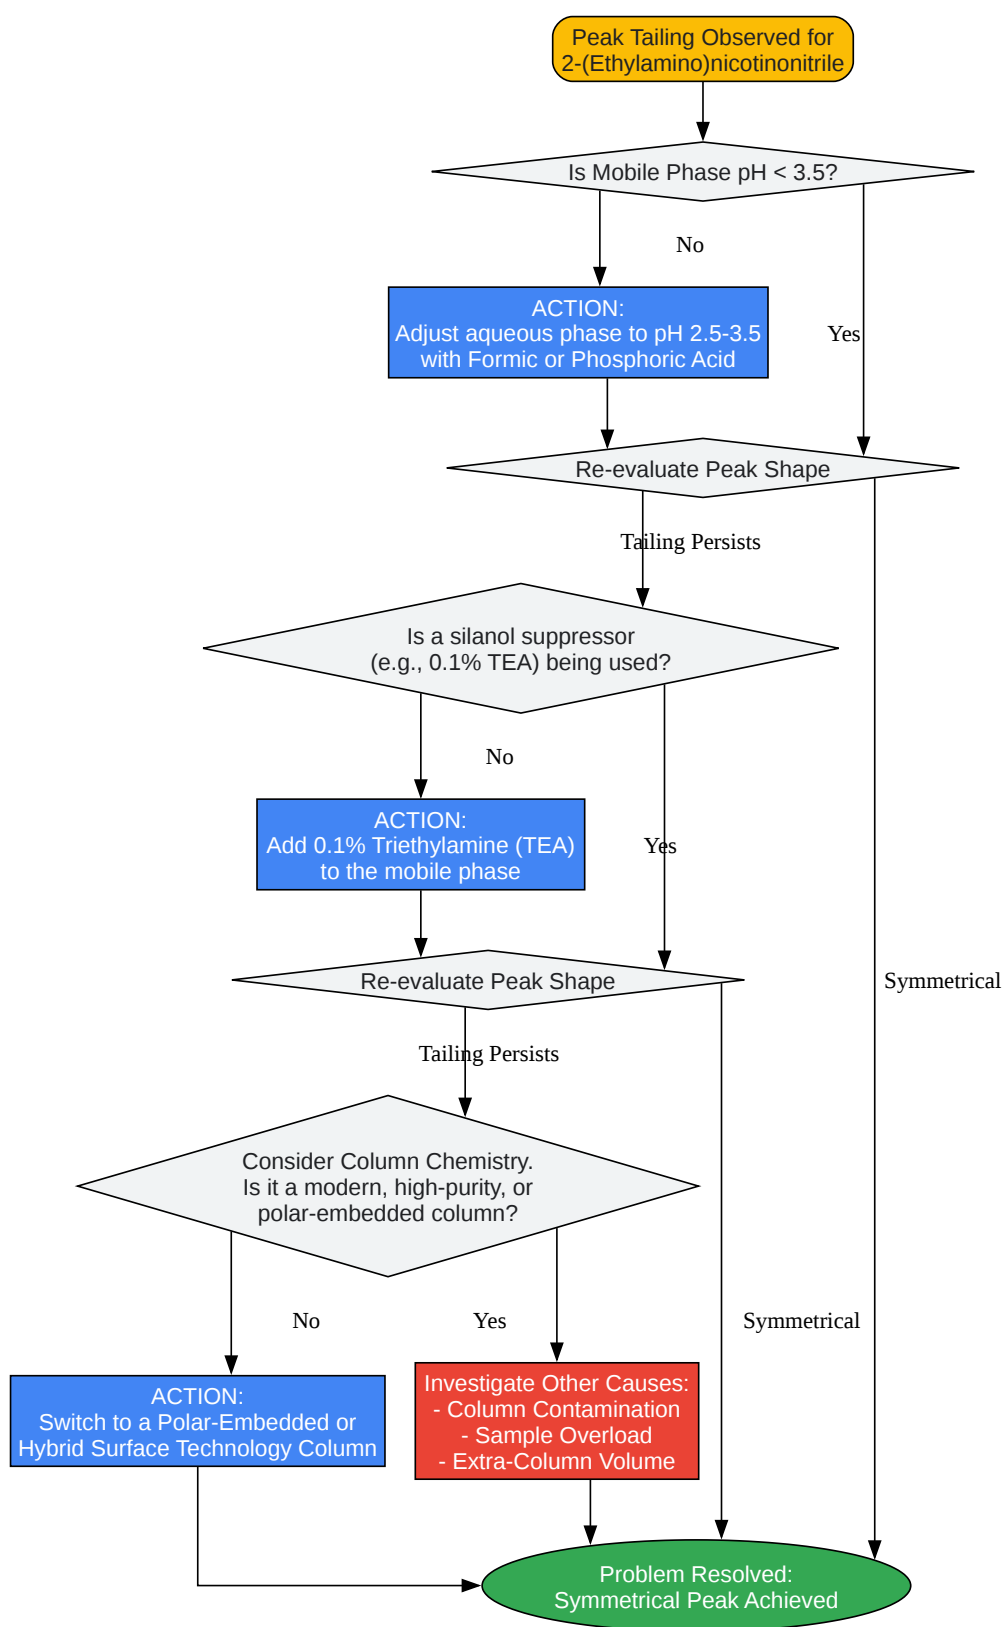 Peak Tailing Observed for
2-(Ethylamino)nicotinonitrile
Is Mobile Phase pH < 3.5?
No
ACTION:
Adjust aqueous phase to pH 2.5-3.5
with Formic or Phosphoric Acid
Yes
Re-evaluate Peak Shape
Tailing Persists
Is a silanol suppressor
(e.g., 0.1% TEA) being used?
No
ACTION:
Add 0.1% Triethylamine (TEA)
to the mobile phase
Yes
Re-evaluate Peak Shape
Symmetrical
Tailing Persists
Consider Column Chemistry.
Is it a modern, high-purity, or
polar-embedded column?
No
Yes
Symmetrical
ACTION:
Switch to a Polar-Embedded or
Hybrid Surface Technology Column
Investigate Other Causes:
- Column Contamination
- Sample Overload
- Extra-Column Volume
Problem Resolved:
Symmetrical Peak Achieved